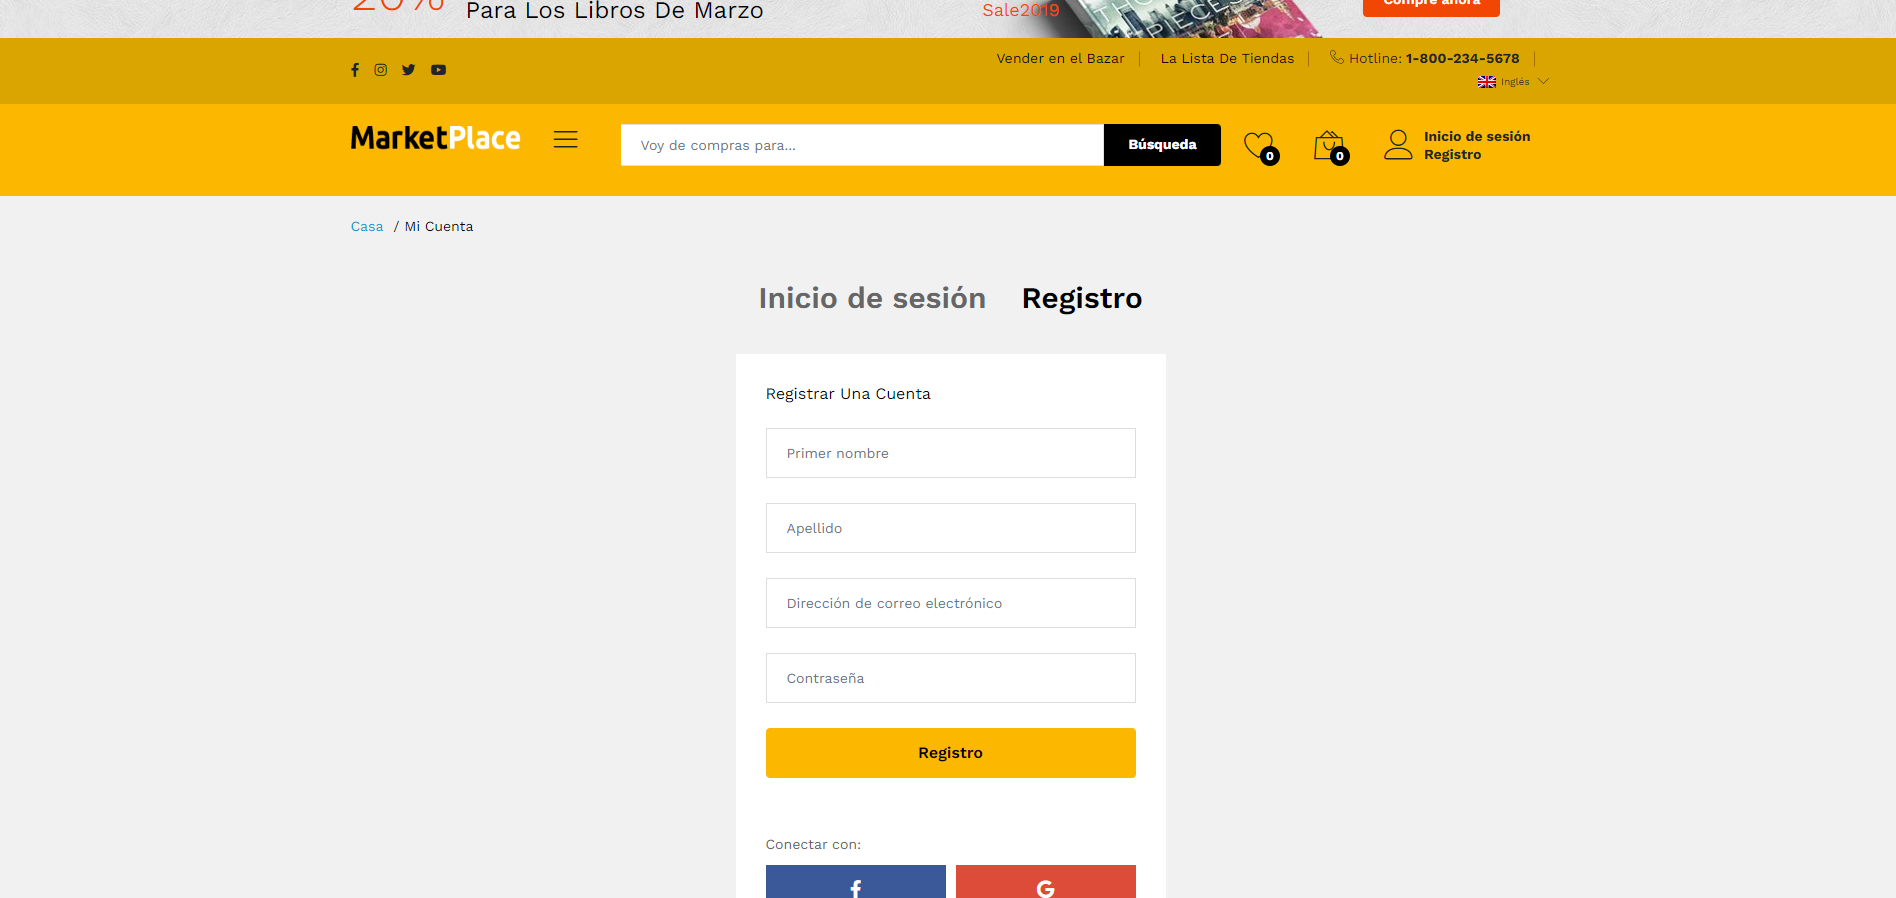 20%
Para Los Libros De Marzo
Sale2019
Compre ahora
Vender en el Bazar
La Lista De Tiendas
Hotline: 1-800-234-5678
Inglés
MarketPlace
Voy de compras para...
Búsqueda
0
0
Inicio de sesión
Registro
Casa / Mi Cuenta
Inicio de sesión
Registro
Registrar Una Cuenta
Primer nombre
Apellido
Dirección de correo electrónico
Contraseña
Registro
Conectar con: